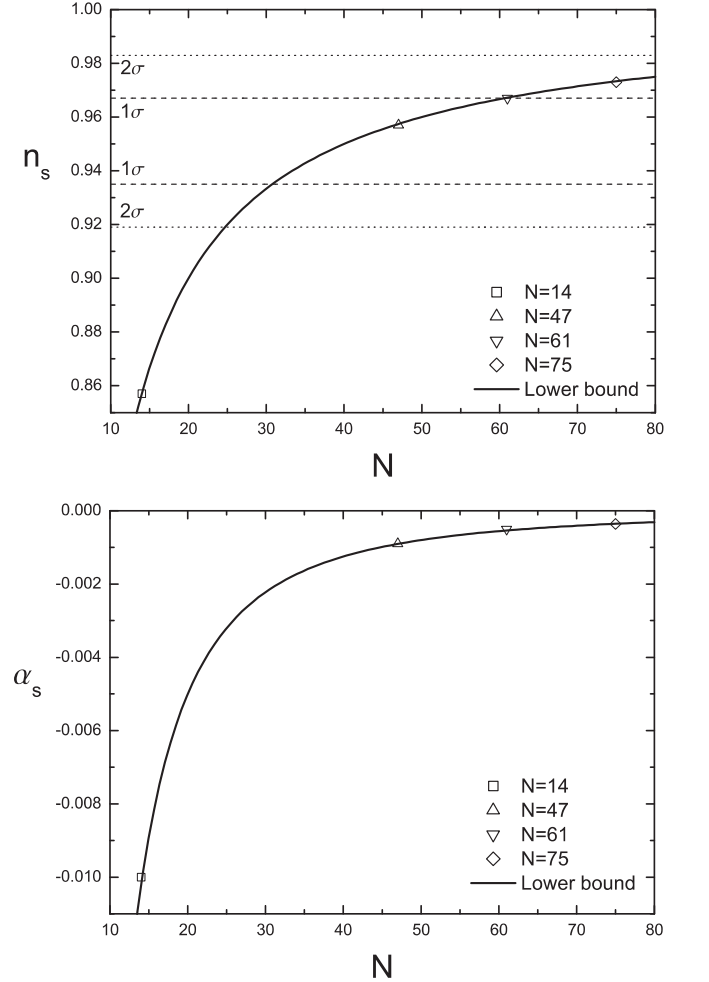 1.00
0.98
2σ
0.96
1σ
n_s
0.94
1σ
0.92
2σ
0.90
N=14
0.88
N=47
N=61
0.86
N=75
Lower bound
10 20 30 40 50 60 70 80
N
0.000
-0.002
-0.004
α_s
-0.006
-0.008
N=14
N=47
N=61
-0.010
N=75
Lower bound
10 20 30 40 50 60 70 80
N